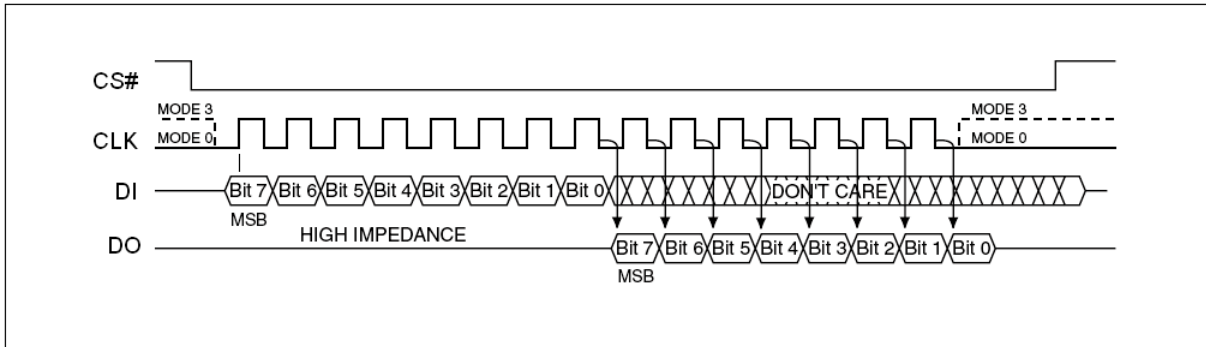 CS#
MODE 3 MODE 3
CLK MODE 0 MODE 0
DI Bit 7 Bit 6 Bit 5 Bit 4 Bit 3 Bit 2 Bit 1 Bit 0 DON'T CARE
MSB
HIGH IMPEDANCE
DO Bit 7 Bit 6 Bit 5 Bit 4 Bit 3 Bit 2 Bit 1 Bit 0
MSB